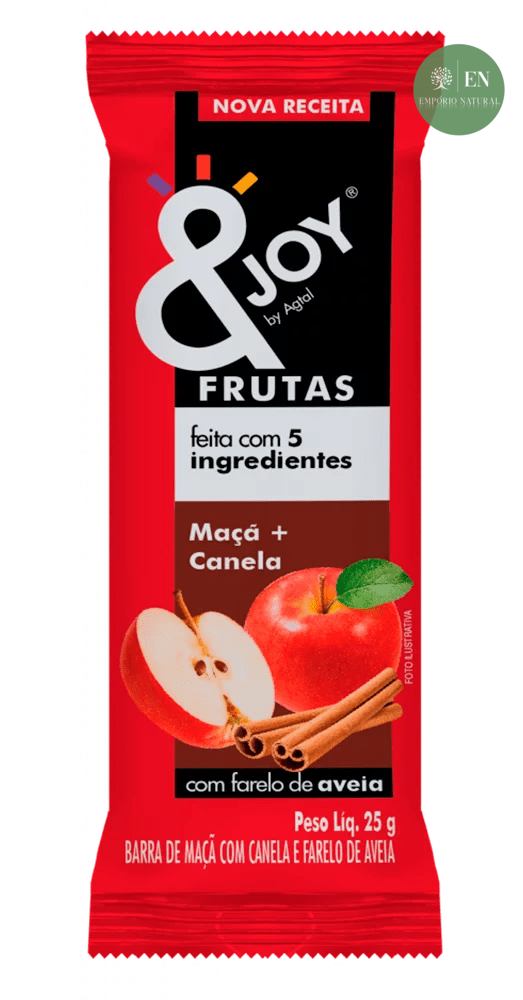 EN
EMPÓRIO NATURAL
NOVA RECEITA
&JOY®
by Agtal
FRUTAS
feita com 5
ingredientes
Maçã +
Canela
FOTO ILUSTRATIVA
com farelo de aveia
Peso Líq. 25 g
BARRA DE MAÇÃ COM CANELA E FARELO DE AVEIA